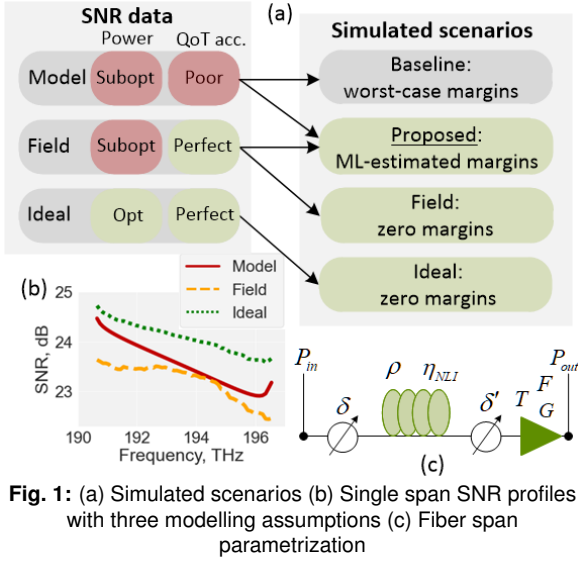 SNR data
(a)
Power QoT acc.
Model Subopt Poor
Field Subopt Perfect
Ideal Opt Perfect
Simulated scenarios
Baseline:
worst-case margins
Proposed:
ML-estimated margins
Field:
zero margins
Ideal:
zero margins
(b)
Model
Field
Ideal
25
24
23
SNR, dB
190 192 194 196
Frequency, THz
P_in ρ η_NLI P_out
δ δ' T F
G
(c)
Fig. 1: (a) Simulated scenarios (b) Single span SNR profiles
with three modelling assumptions (c) Fiber span
parametrization